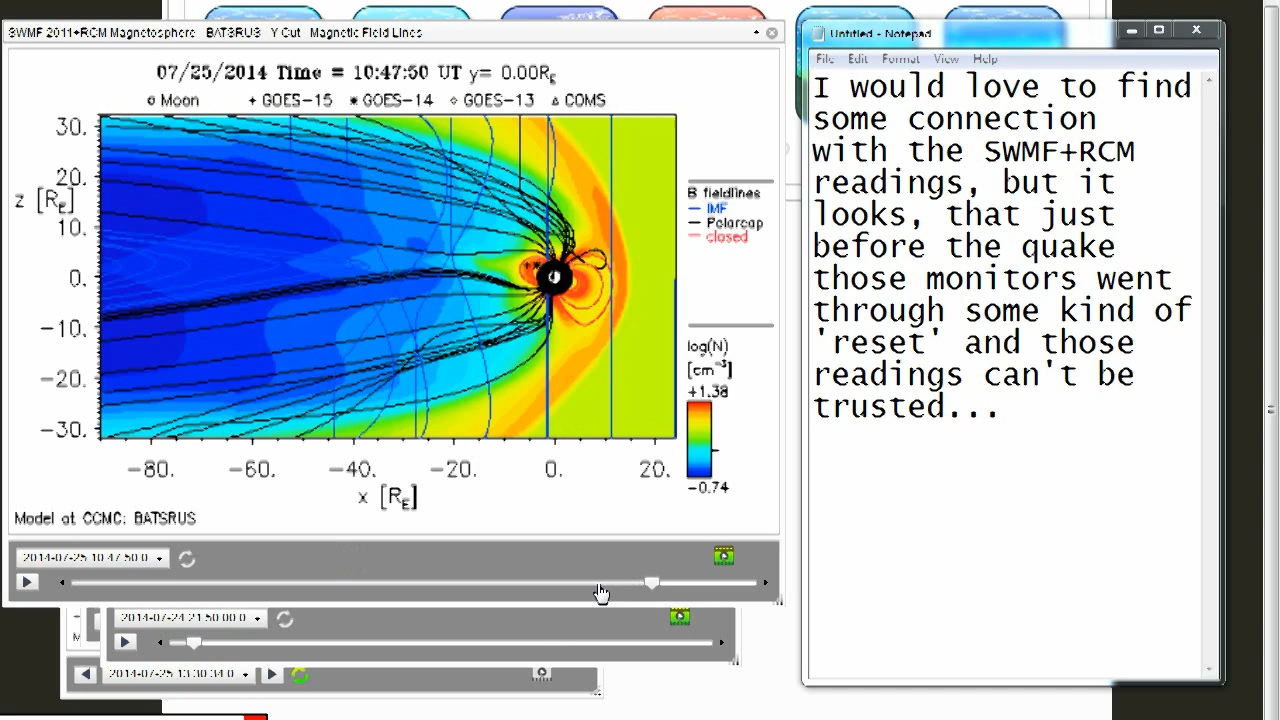 SWMF 2011+RCM Magnetosphere BATSRUS Y Cut Magnetic Field Lines
07/25/2014 Time = 10:47:50 UT y= 0.00RE
Moon + GOES-15 * GOES-14 ◇ GOES-13 △ COMS
30.
20.
z [RE]
10.
0.
-10.
-20.
-30.
-80. -60. -40. -20. 0. 20.
x [RE]
B fieldlines
IMF
Polarcap
closed
log(N)
[cm-3]
+1.38
-0.74
Model at CCMC: BATSRUS
2014-07-25 10:47:50.0
2014-07-24 21:50:00.0
2014-07-25 13:30:34.0
Untitled - Notepad
File Edit Format View Help
I would love to find
some connection
with the SWMF+RCM
readings, but it
looks, that just
before the quake
those monitors went
through some kind of
'reset' and those
readings can't be
trusted...